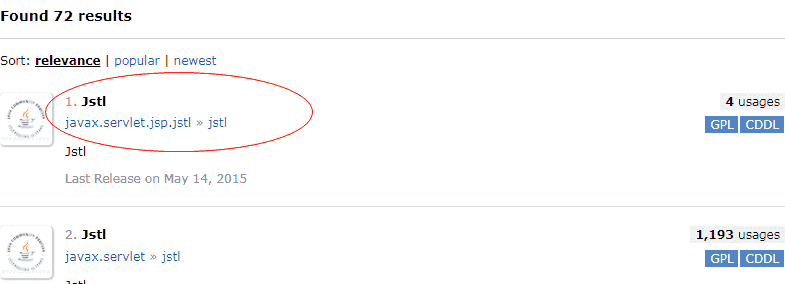 Found 72 results
Sort: relevance | popular | newest
1. Jstl
4 usages
javax.servlet.jsp.jstl » jstl
GPL CDDL
Jstl
Last Release on May 14, 2015
2. Jstl
1,193 usages
javax.servlet » jstl
GPL CDDL
Jstl